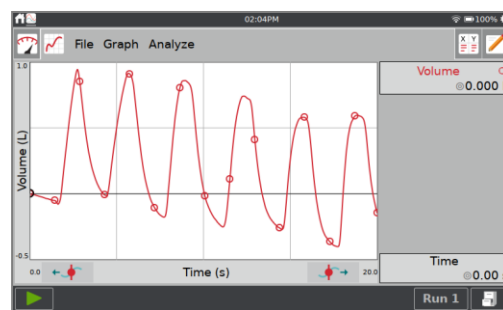 02:04PM
100%
File Graph Analyze
X Y
1.0
Volume (L)
-0.5
0.0
Time (s)
20.0
Volume
0.000
Time
0.00
Run 1